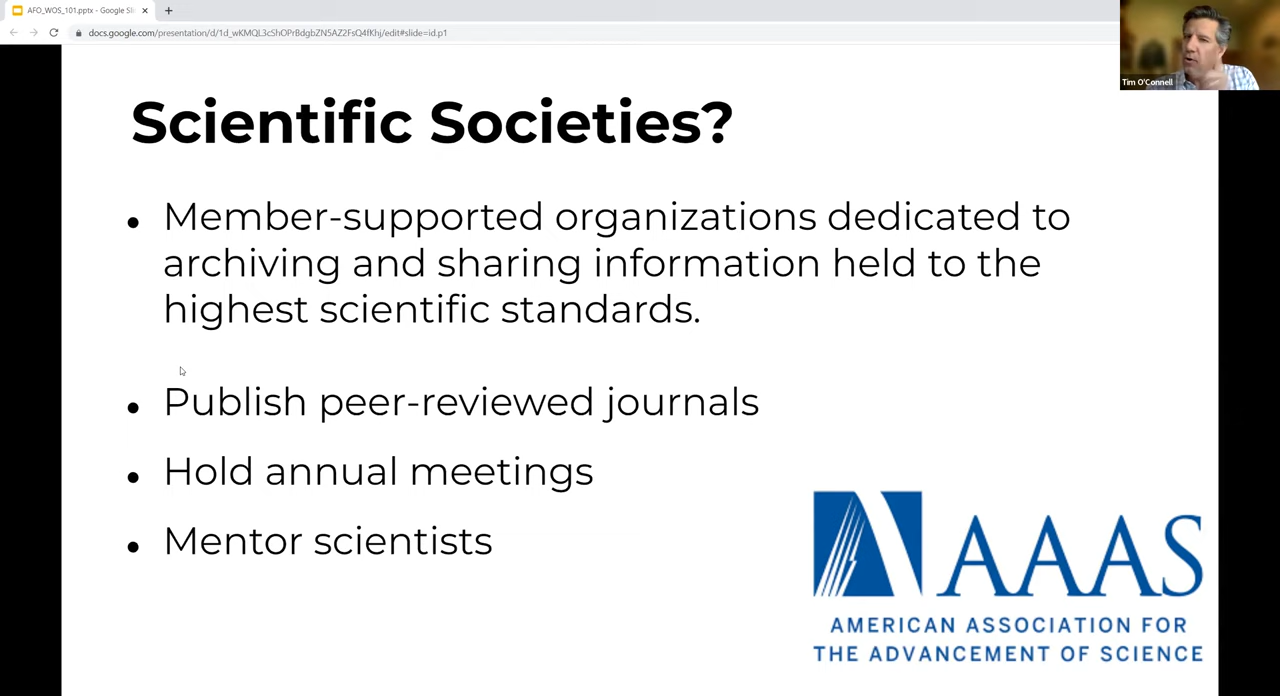 AFO_WOS_101.pptx - Google Sli
docs.google.com/presentation/d/1d_wKMQL3cShOPrBdgbZN5AZ2FsQ4fKhj/edit#slide=id.p1
Tim O'Connell
Scientific Societies?
• Member-supported organizations dedicated to
archiving and sharing information held to the
highest scientific standards.
• Publish peer-reviewed journals
• Hold annual meetings
• Mentor scientists
AAAS
AMERICAN ASSOCIATION FOR
THE ADVANCEMENT OF SCIENCE